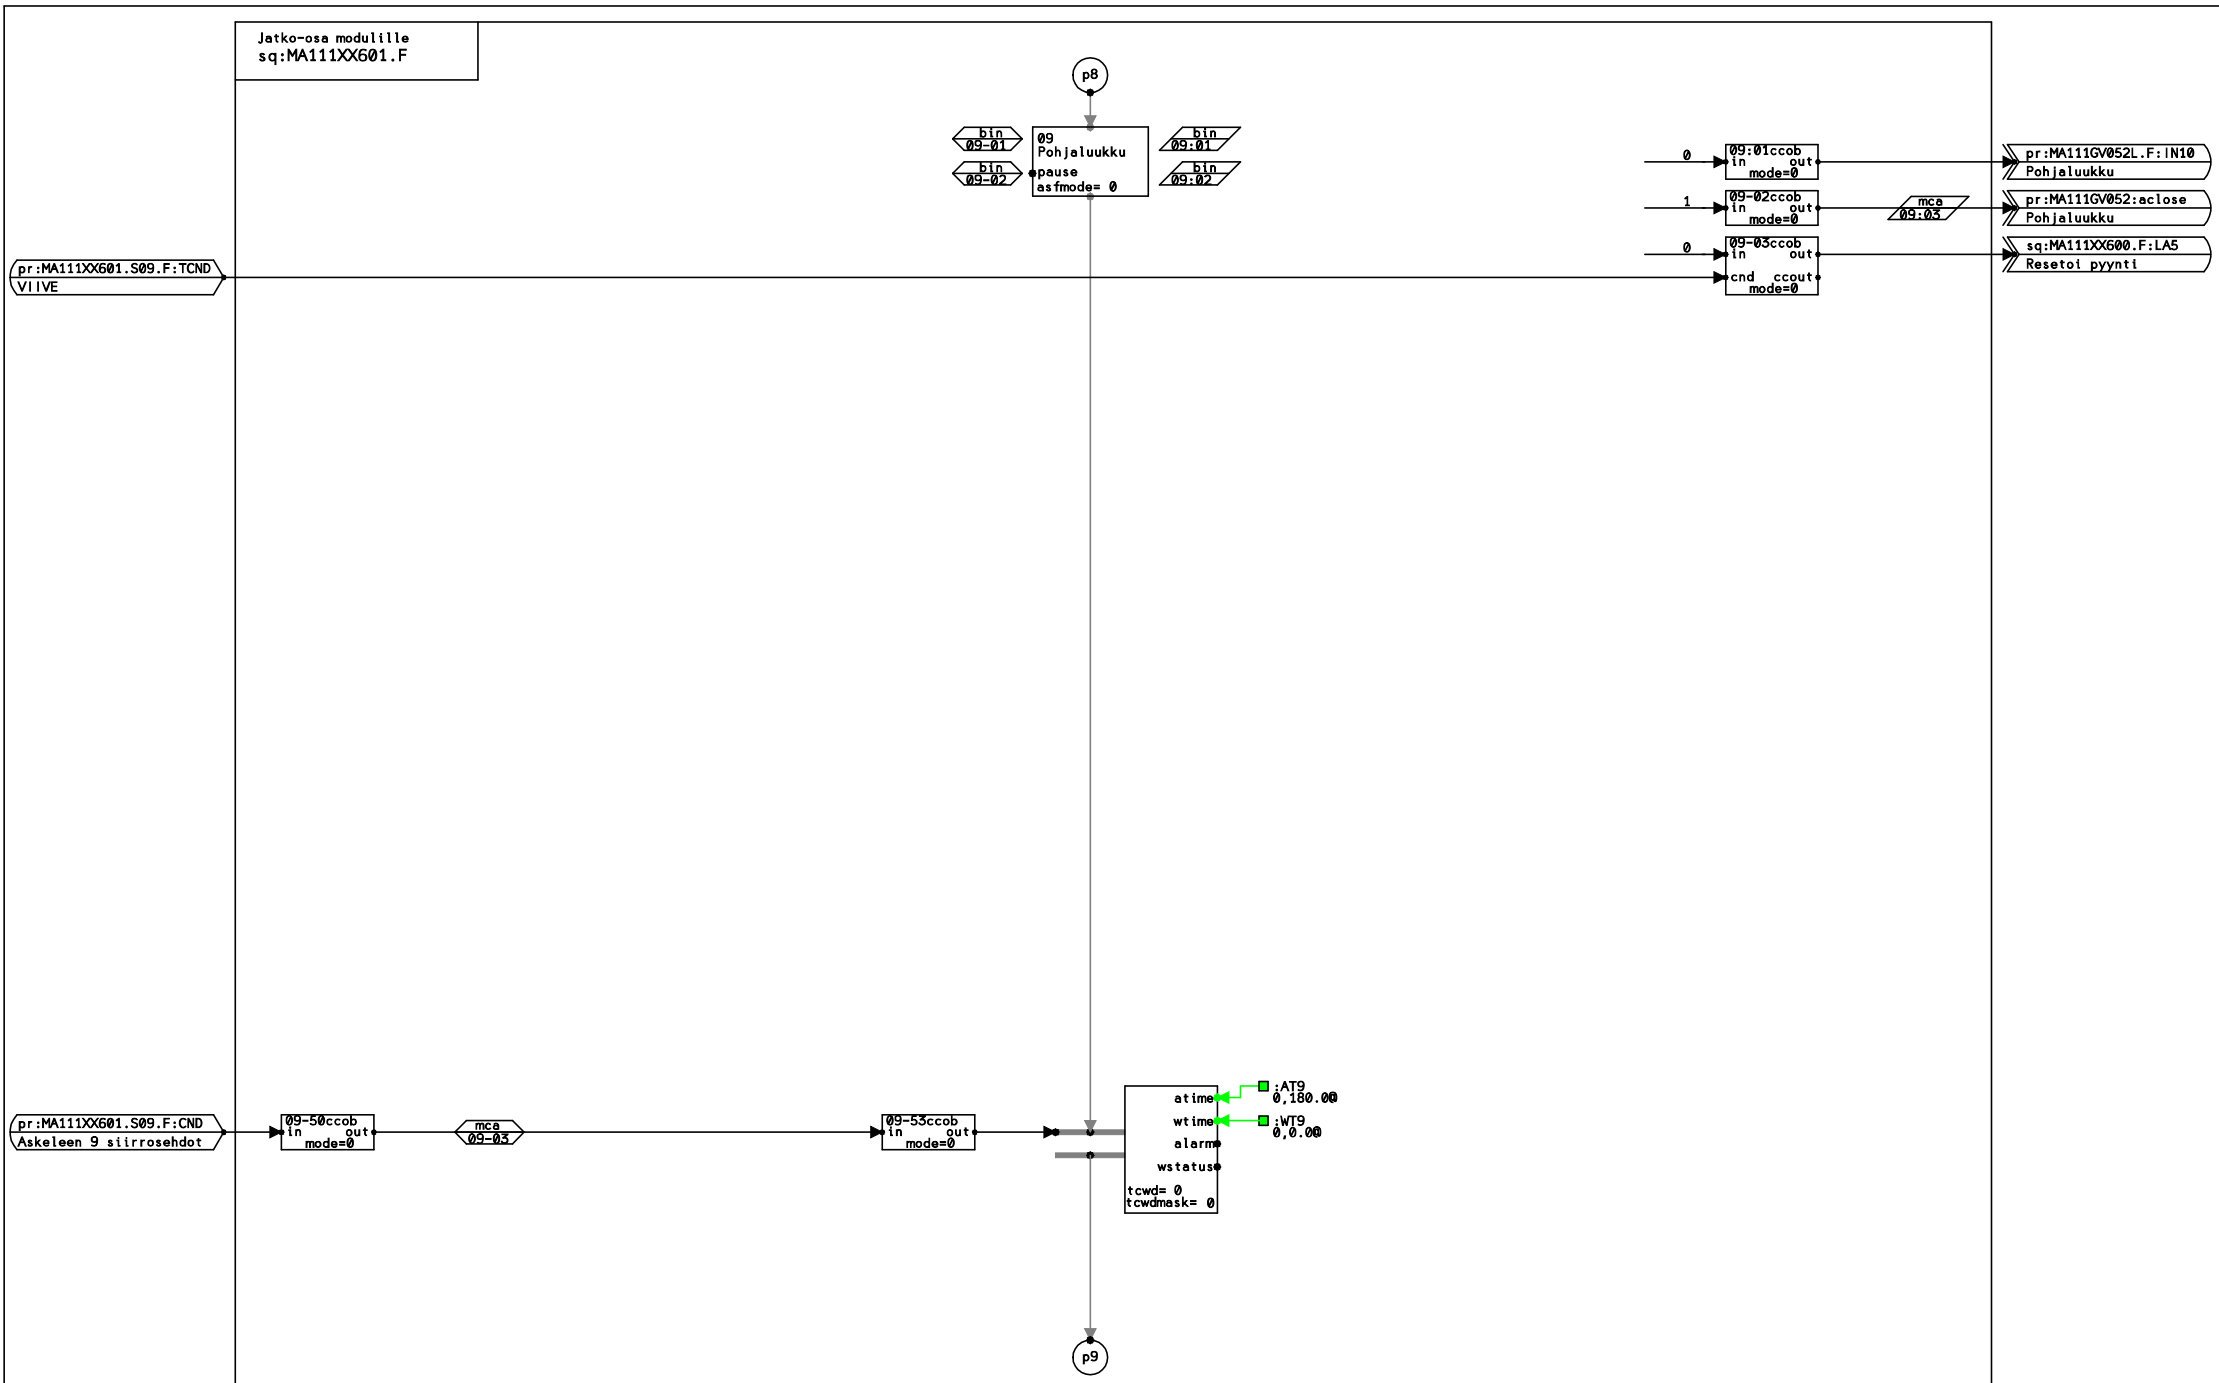 Jatko-osa modulille
sq:MA111XX601.F
p8
bin
09-01
bin
09-02
09
Pohjaluukku
pause
asfmode= 0
bin
09:01
bin
09:02
0
09:01ccob
in out
mode=0
pr:MA111GV052L.F:IN10
Pohjaluukku
1
09-02ccob
in out
mode=0
mca
09:03
pr:MA111GV052:aclose
Pohjaluukku
0
09-03ccob
in out
cnd ccout
mode=0
sq:MA111XX600.F:LA5
Resetoi pyynti
pr:MA111XX601.S09.F:TCND
VIIVE
pr:MA111XX601.S09.F:CND
Askeleen 9 siirrosehdot
09-50ccob
in out
mode=0
mca
09-03
09-53ccob
in out
mode=0
atime
wtime
alarm
wstatus
tcwd= 0
tcwdmask= 0
:AT9
0,180.0@
:WT9
0,0.0@
p9